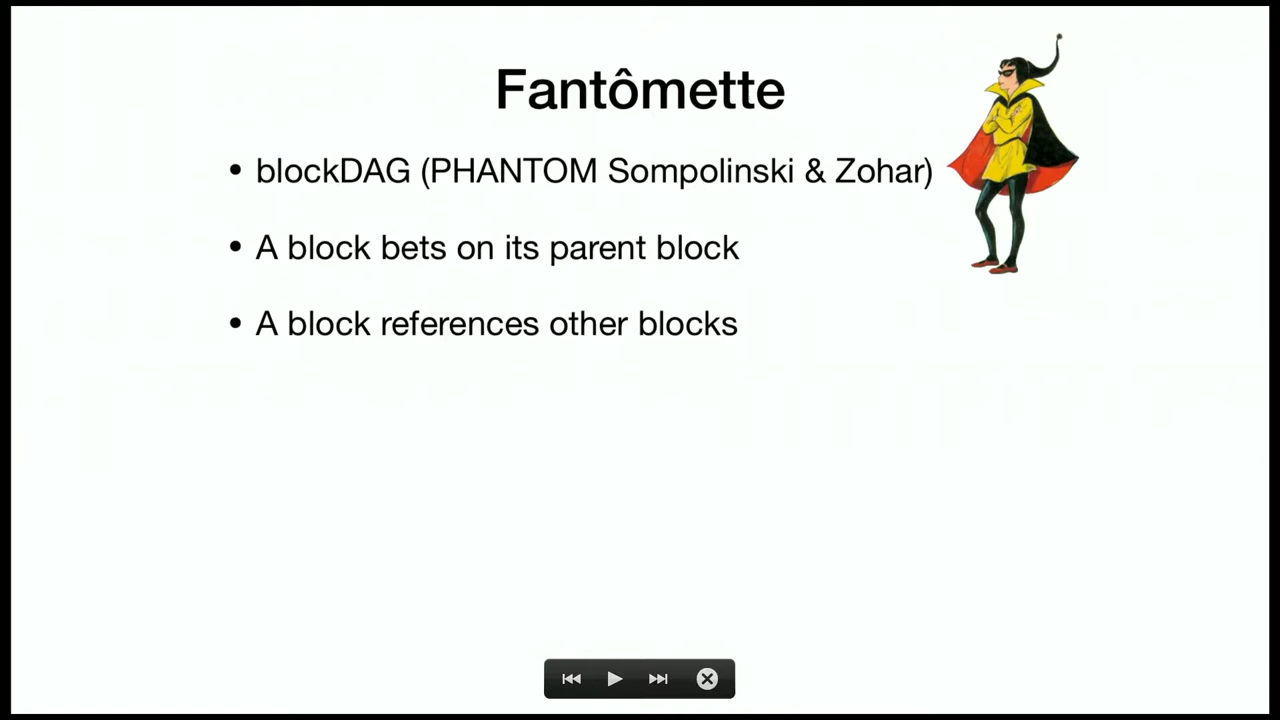 Fantômette
• blockDAG (PHANTOM Sompolinski & Zohar)
• A block bets on its parent block
• A block references other blocks